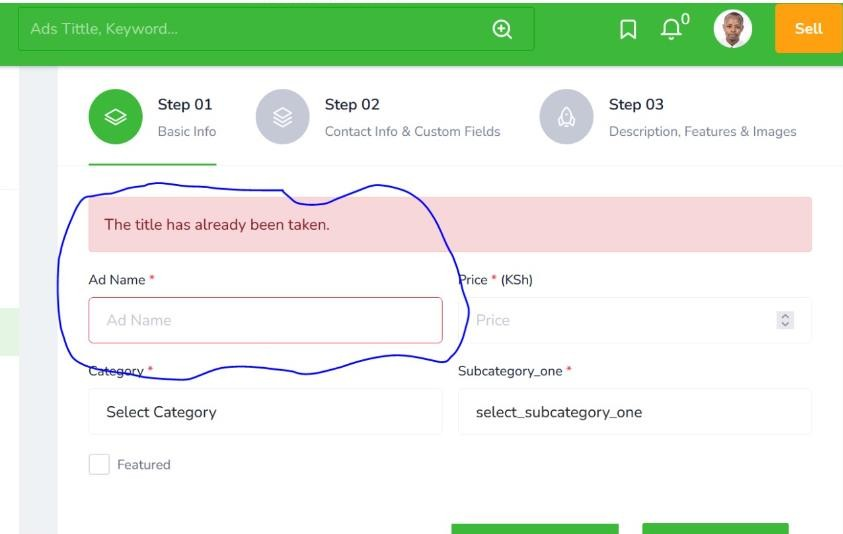 Ads Tittle, Keyword...
0
Sell
Step 01
Basic Info
Step 02
Contact Info & Custom Fields
Step 03
Description, Features & Images
The title has already been taken.
Ad Name *
Price * (KSh)
Ad Name
Price
Category *
Subcategory_one *
Select Category
select_subcategory_one
Featured